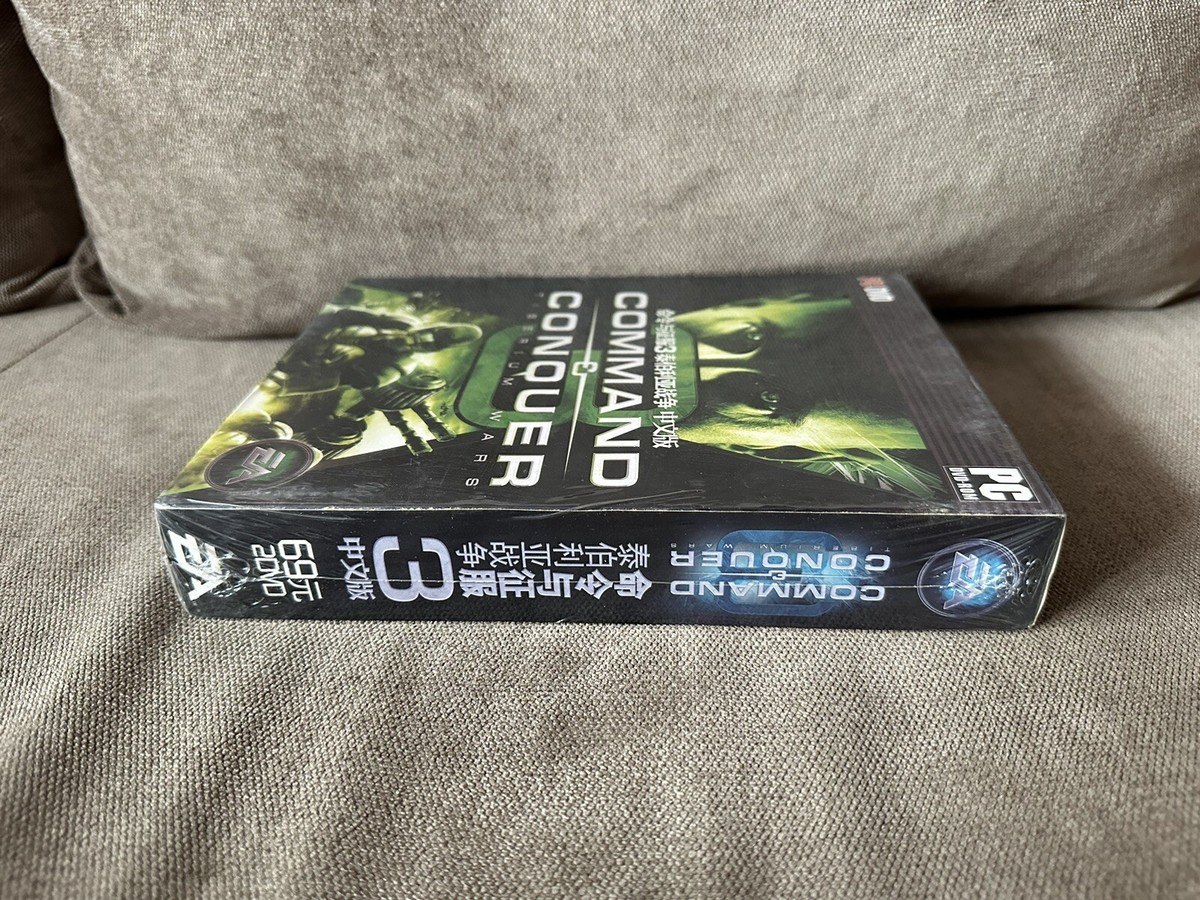 命令与征服3 泰伯利亚战争 中文版
COMMAND
&
CONQUER
3
TIBERIUM WARS
EA
PC
DVD-ROM
EA
COMMAND
&
CONQUER
TIBERIUM WARS
命令与征服
泰伯利亚战争
3
中文版
69元
2DVD
EA